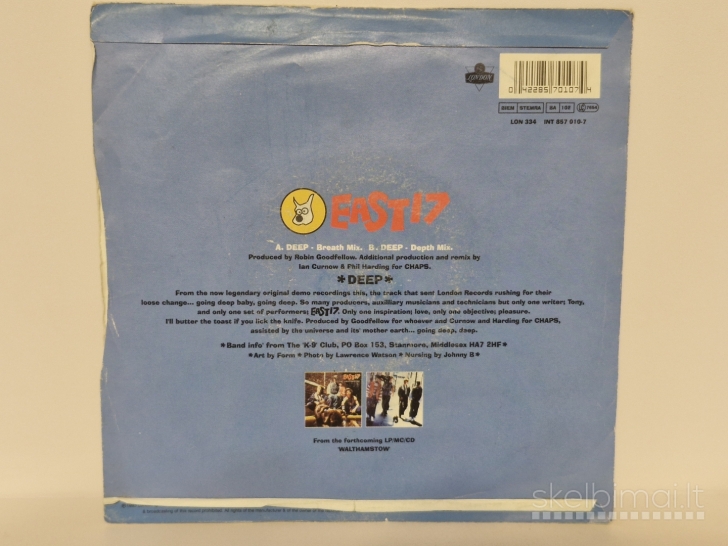 LONDON
0 42285 70107 4
BIEM STEMRA SA 199 LC 7654
LON 334 INT 857 010-7
EAST 17
A. DEEP - Breath Mix. B. DEEP - Depth Mix.
Produced by Robin Goodfellow. Additional production and remix by
Ian Curnow & Phil Harding for CHAPS.
*DEEP*
From the now legendary original demo recordings this, the track that sent London Records rushing for their
loose change... going deep baby, going deep. So many producers, auxilliary musicians and technicians but only one writer; Tony,
and only one set of performers; EAST17. Only one inspiration; love, only one objective; pleasure.
I'll butter the toast if you lick the knife. Produced by Goodfellow for whoever and Curnow and Harding for CHAPS,
assisted by the universe and its' mother earth... going deep, deep.
*Band info' from The 'K-9' Club, PO Box 153, Stanmore, Middlesex HA7 2HF*
*Art by Form * Photo by Lawrence Watson * Nursing by Johnny B*
From the forthcoming LP/MC/CD
'WALTHAMSTOW'
skelbimai.lt